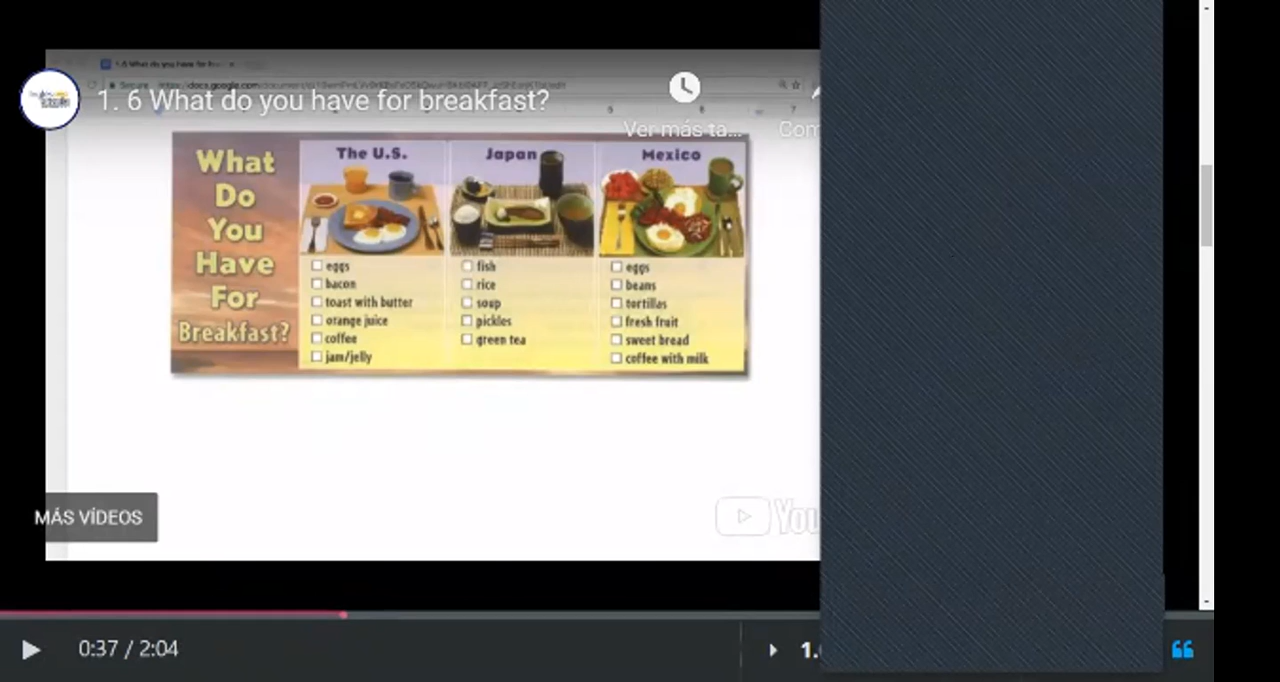 1. 6 What do you have for breakfast?
Ver más ta...
Com
What
Do
You
Have
For
Breakfast?
The U.S.
eggs
bacon
toast with butter
orange juice
coffee
jam/jelly
Japan
fish
rice
soup
pickles
green tea
Mexico
eggs
beans
tortillas
fresh fruit
sweet bread
coffee with milk
MÁS VÍDEOS
You
0:37 / 2:04